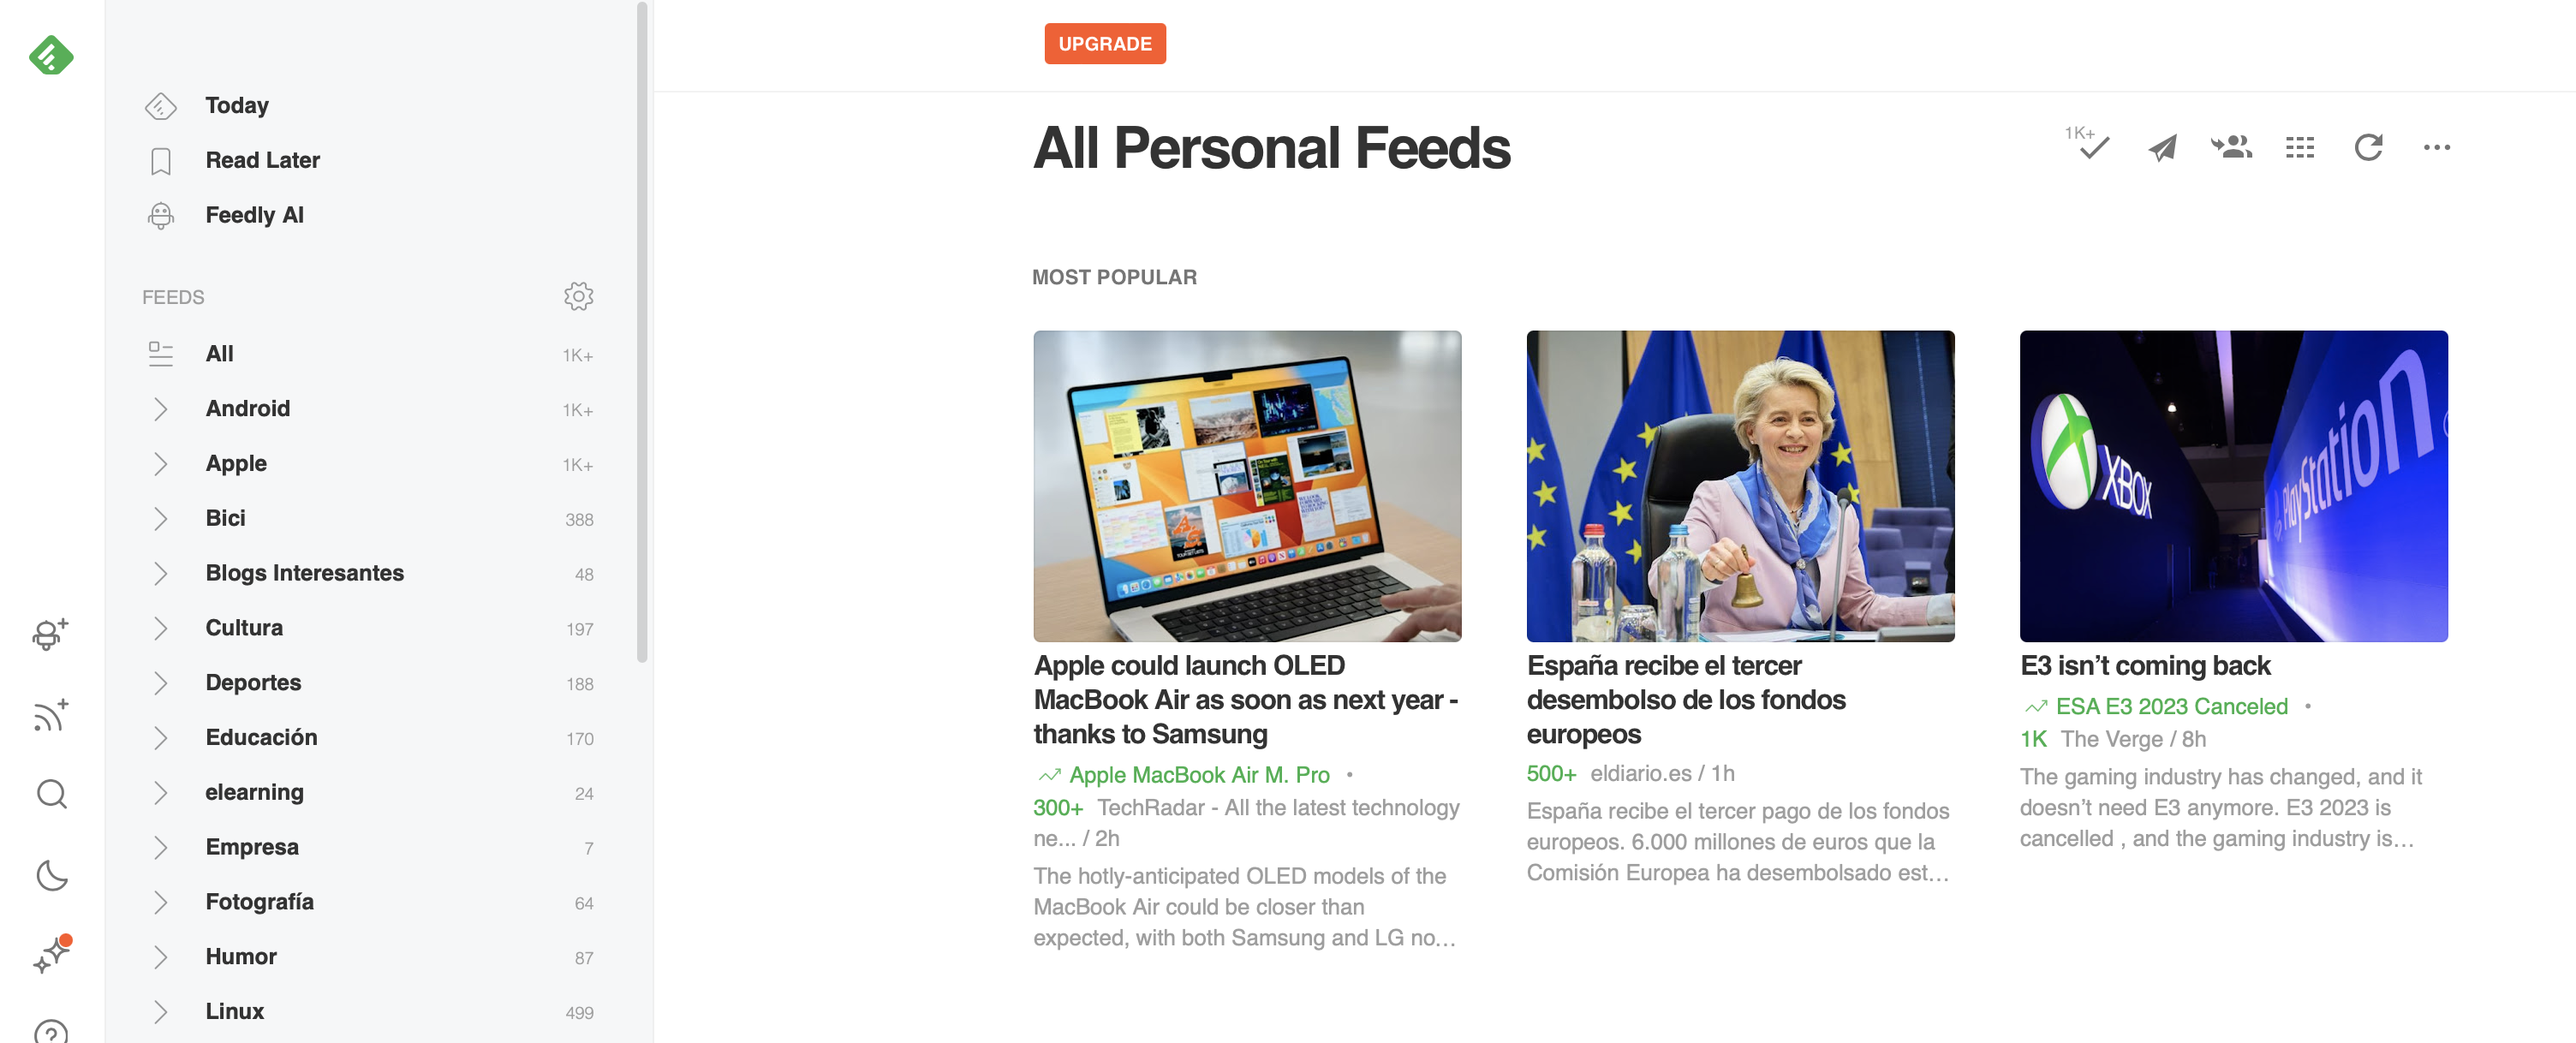 UPGRADE
Today
Read Later
Feedly AI
FEEDS
All 1K+
Android 1K+
Apple 1K+
Bici 388
Blogs Interesantes 48
Cultura 197
Deportes 188
Educación 170
elearning 24
Empresa 7
Fotografía 64
Humor 87
Linux 499
All Personal Feeds
1K+
MOST POPULAR
Apple could launch OLED
MacBook Air as soon as next year -
thanks to Samsung
Apple MacBook Air M. Pro •
300+ TechRadar - All the latest technology
ne... / 2h
The hotly-anticipated OLED models of the
MacBook Air could be closer than
expected, with both Samsung and LG no...
España recibe el tercer
desembolso de los fondos
europeos
500+ eldiario.es / 1h
España recibe el tercer pago de los fondos
europeos. 6.000 millones de euros que la
Comisión Europea ha desembolsado est...
XBOX
PlayStation
E3 isn’t coming back
ESA E3 2023 Canceled •
1K The Verge / 8h
The gaming industry has changed, and it
doesn’t need E3 anymore. E3 2023 is
cancelled , and the gaming industry is...